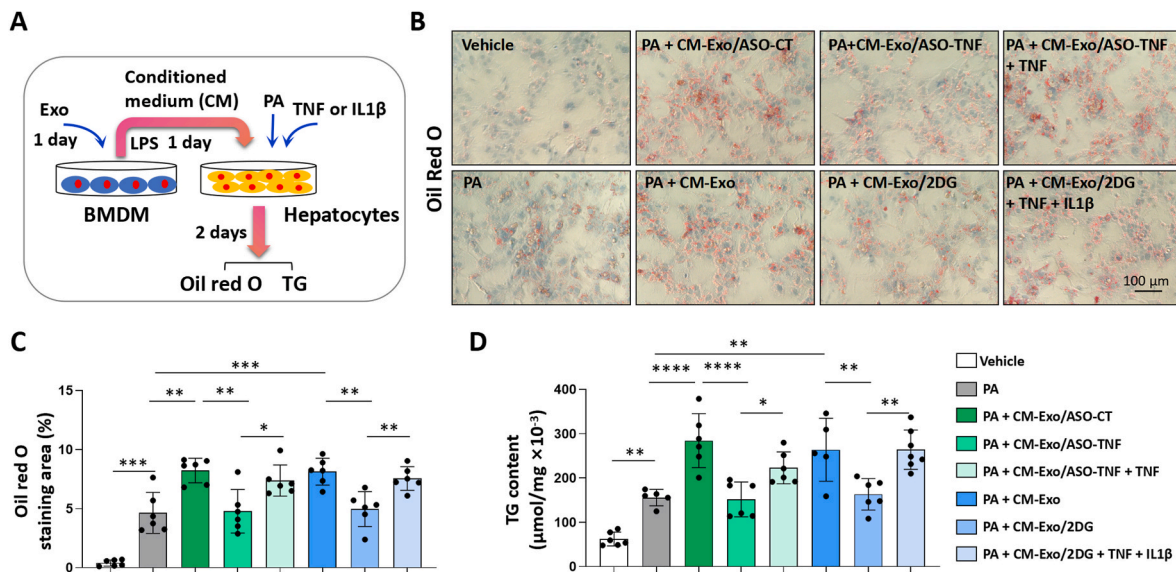 A
Exo
1 day
Conditioned
medium (CM)
LPS 1 day
PA
TNF or IL1β
BMDM
Hepatocytes
2 days
Oil red O TG
B
Oil Red O
Vehicle
PA + CM-Exo/ASO-CT
PA+CM-Exo/ASO-TNF
PA + CM-Exo/ASO-TNF
+ TNF
PA
PA + CM-Exo
PA + CM-Exo/2DG
PA + CM-Exo/2DG
+ TNF + IL1β
100 µm
C
Oil red O
staining area (%)
15
10
5
0
***
**
**
*
***
**
**
D
TG content
(µmol/mg ×10⁻³)
400
300
200
100
0
**
****
****
*
**
**
**
Vehicle
PA
PA + CM-Exo/ASO-CT
PA + CM-Exo/ASO-TNF
PA + CM-Exo/ASO-TNF + TNF
PA + CM-Exo
PA + CM-Exo/2DG
PA + CM-Exo/2DG + TNF + IL1β